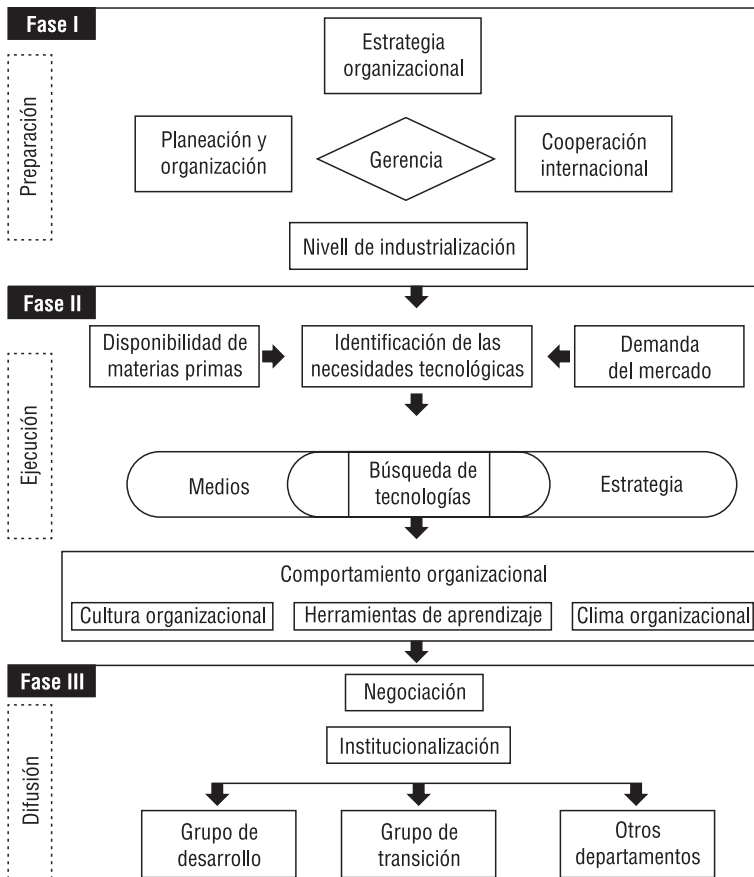 Fase I
Preparación
Estrategia
organizacional
Planeación y
organización
Gerencia
Cooperación
internacional
Nivell de industrialización
Fase II
Ejecución
Disponibilidad de
materias primas
Identificación de las
necesidades tecnológicas
Demanda
del mercado
Medios
Búsqueda de
tecnologías
Estrategia
Comportamiento organizacional
Cultura organizacional
Herramientas de aprendizaje
Clima organizacional
Fase III
Difusión
Negociación
Institucionalización
Grupo de
desarrollo
Grupo de
transición
Otros
departamentos